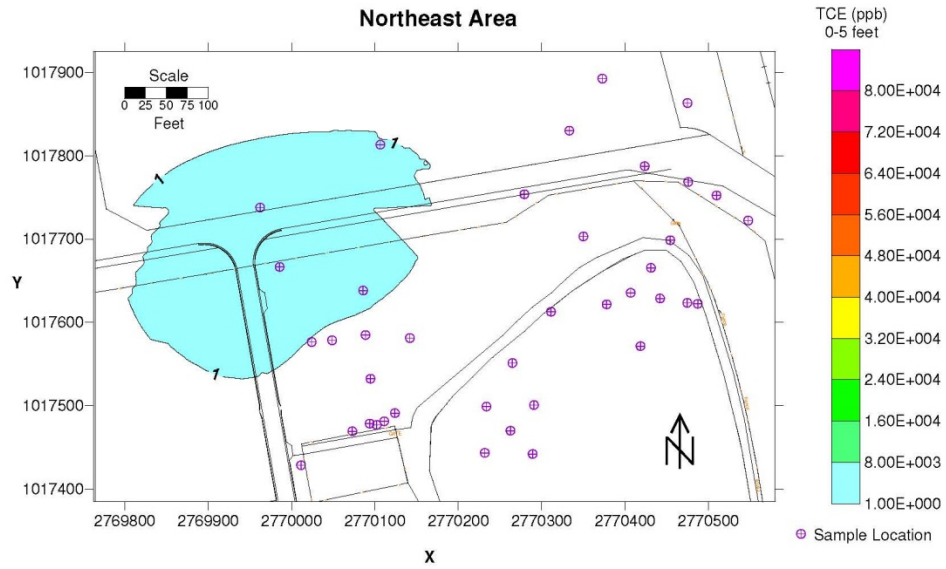 Northeast Area
TCE (ppb)
0-5 feet
Scale
0 25 50 75 100
Feet
1
1
1
1017900
1017800
1017700
1017600
1017500
1017400
Y
2769800 2769900 2770000 2770100 2770200 2770300 2770400 2770500
X
N
8.00E+004
7.20E+004
6.40E+004
5.60E+004
4.80E+004
4.00E+004
3.20E+004
2.40E+004
1.60E+004
8.00E+003
1.00E+000
Sample Location